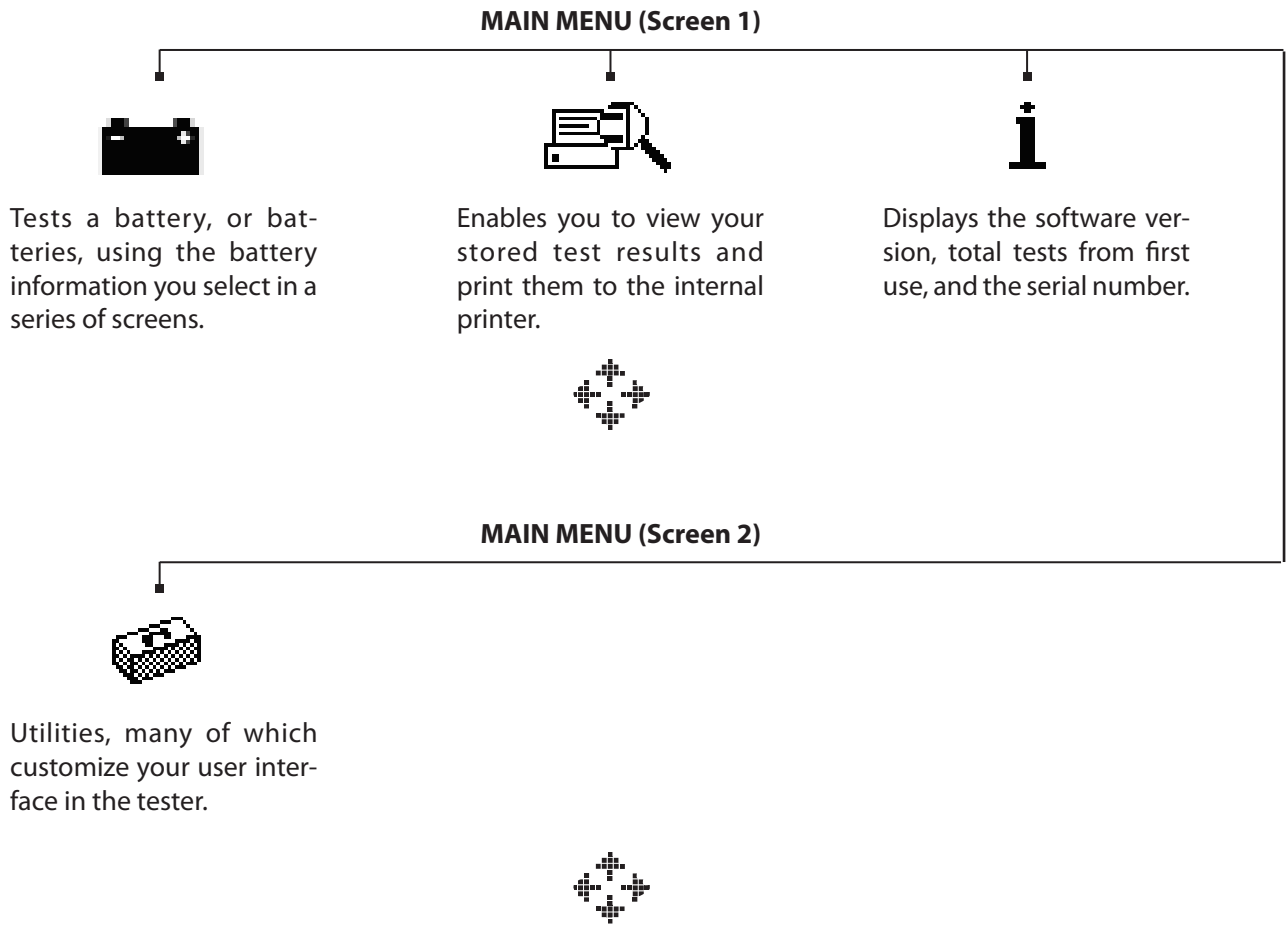 MAIN MENU (Screen 1)
Tests a battery, or bat-
teries, using the battery
information you select in a
series of screens.
Enables you to view your
stored test results and
print them to the internal
printer.
Displays the software ver-
sion, total tests from first
use, and the serial number.
MAIN MENU (Screen 2)
Utilities, many of which
customize your user inter-
face in the tester.